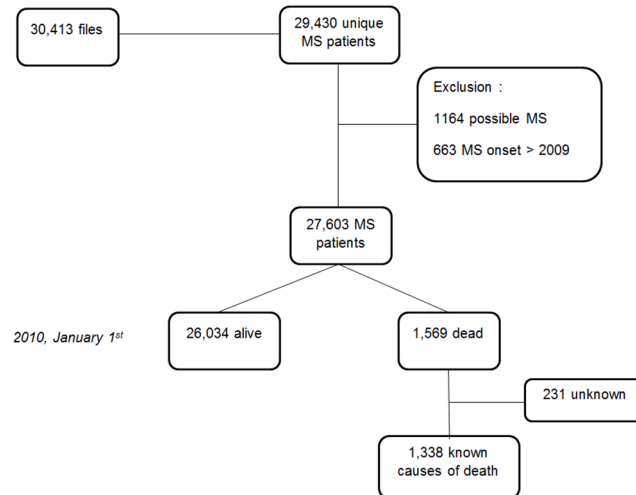 30,413 files
29,430 unique
MS patients
Exclusion :
1164 possible MS
663 MS onset > 2009
27,603 MS
patients
2010, January 1st
26,034 alive
1,569 dead
231 unknown
1,338 known
causes of death